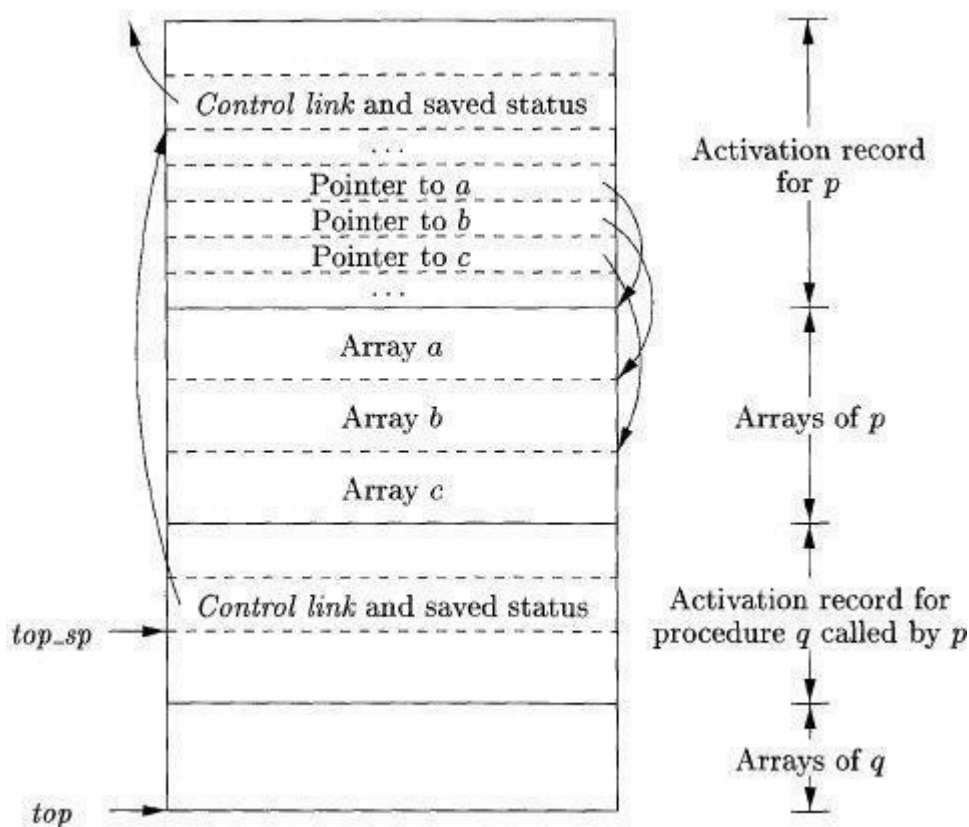 Control link and saved status
. . .
Pointer to a
Pointer to b
Pointer to c
. . .
Array a
Array b
Array c
Control link and saved status
top_sp
top
Activation record
for p
Arrays of p
Activation record for
procedure q called by p
Arrays of q